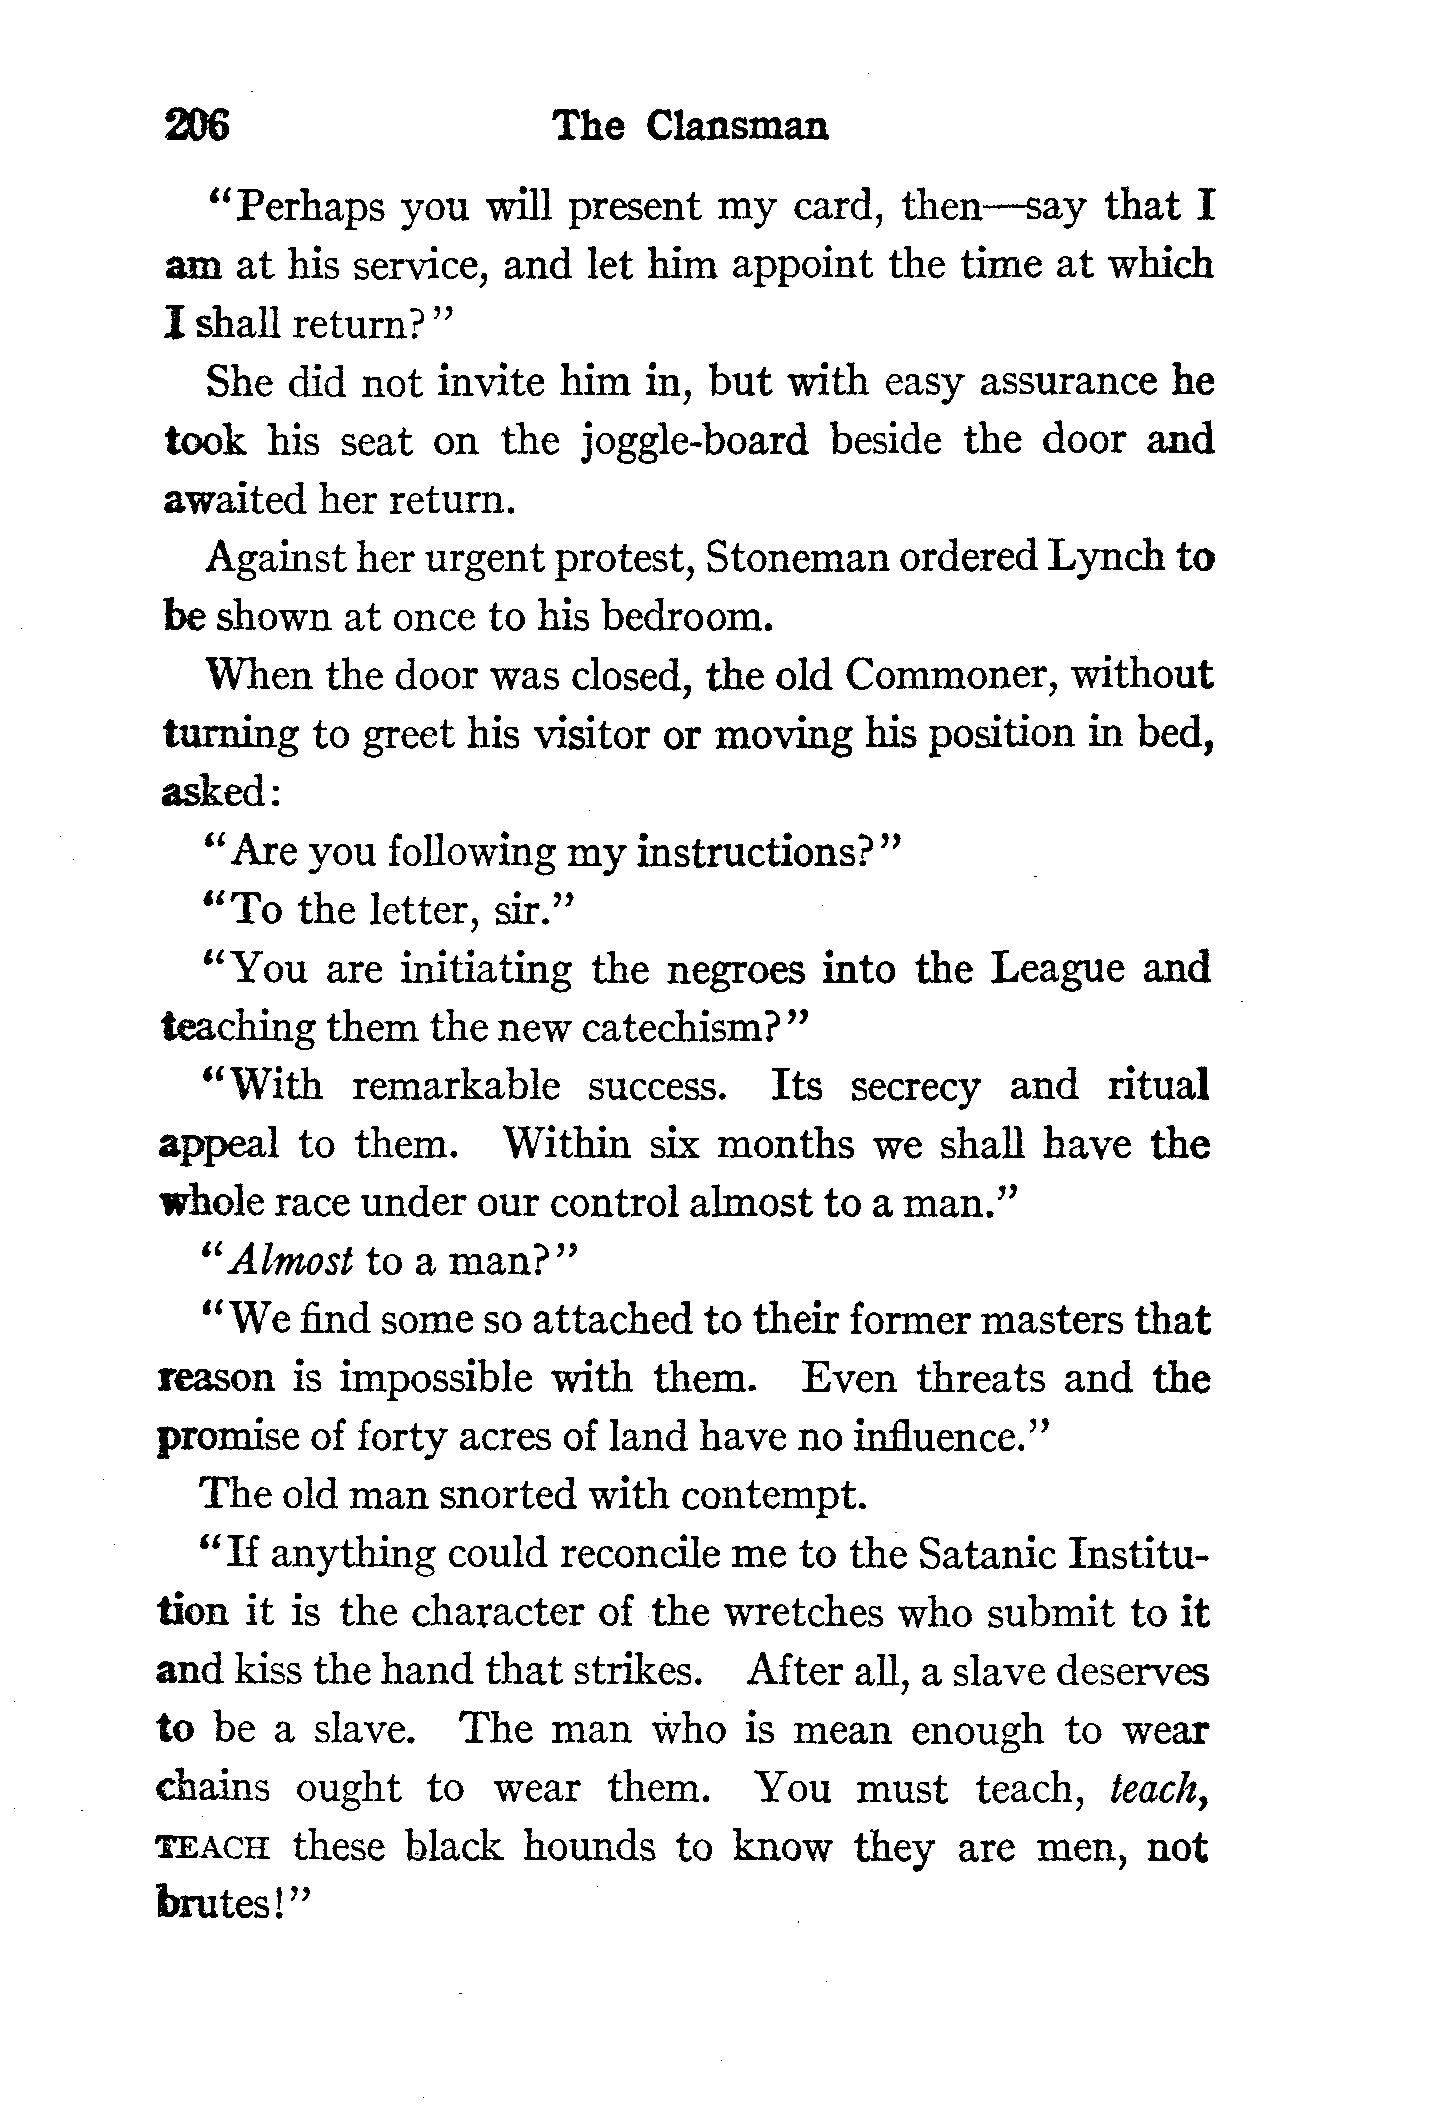 206 The Clansman
“Perhaps you will present my card, then—say that I
am at his service, and let him appoint the time at which
I shall return?”
She did not invite him in, but with easy assurance he
took his seat on the joggle-board beside the door and
awaited her return.
Against her urgent protest, Stoneman ordered Lynch to
be shown at once to his bedroom.
When the door was closed, the old Commoner, without
turning to greet his visitor or moving his position in bed,
asked:
“Are you following my instructions?”
“To the letter, sir.”
“You are initiating the negroes into the League and
teaching them the new catechism?”
“With remarkable success. Its secrecy and ritual
appeal to them. Within six months we shall have the
whole race under our control almost to a man.”
“Almost to a man?”
“We find some so attached to their former masters that
reason is impossible with them. Even threats and the
promise of forty acres of land have no influence.”
The old man snorted with contempt.
“If anything could reconcile me to the Satanic Institu-
tion it is the character of the wretches who submit to it
and kiss the hand that strikes. After all, a slave deserves
to be a slave. The man who is mean enough to wear
chains ought to wear them. You must teach, teach,
TEACH these black hounds to know they are men, not
brutes!”